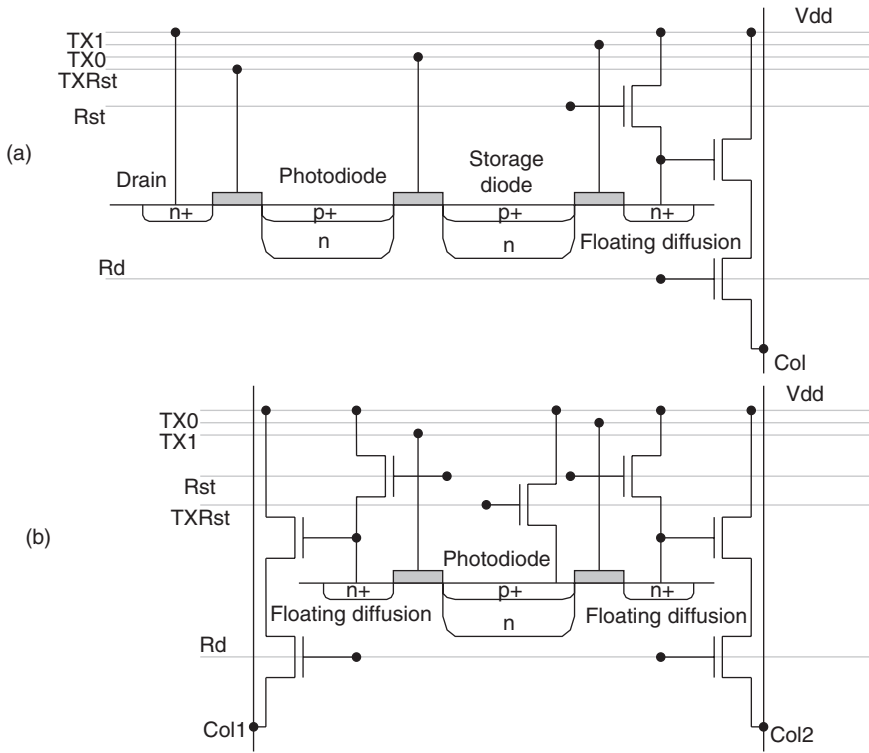 Vdd
TX1
TX0
TXRst
Rst
(a)
Drain
Photodiode
Storage
diode
n+
p+
p+
n+
n
n
Floating diffusion
Rd
Col
Vdd
TX0
TX1
Rst
TXRst
(b)
Photodiode
n+
p+
n+
Floating diffusion
Floating diffusion
n
Rd
Col1
Col2